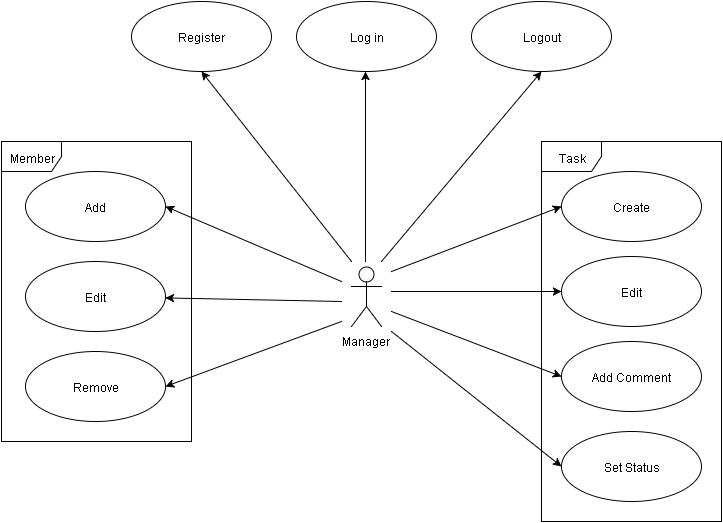 Register
Log in
Logout
Member
Add
Edit
Remove
Manager
Task
Create
Edit
Add Comment
Set Status